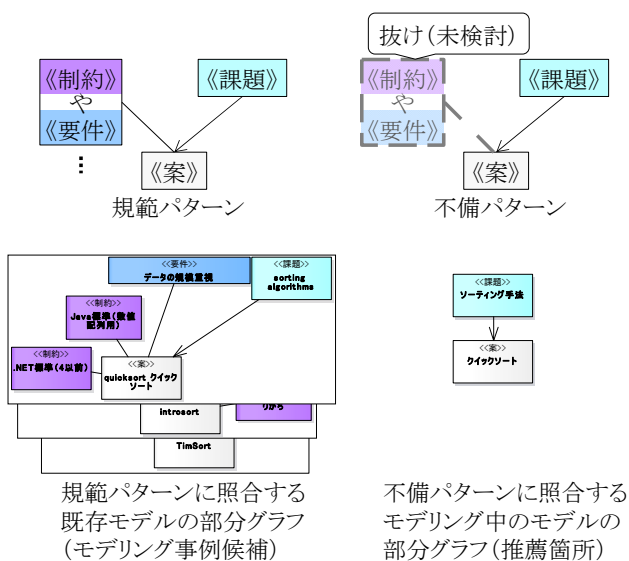 抜け(未検討)
《制約》
や
《要件》
⋮
《課題》
《案》
規範パターン
《制約》
や
《要件》
《課題》
《案》
不備パターン
<<要件>>
データの規模重視
<<課題>>
sorting
algorithms
<<制約>>
Java標準(数値
配列用)
<<制約>>
.NET標準(4以前)
<<案>>
quicksort クイック
ソート
introsort
りから
TimSort
<<課題>>
ソーティング手法
<<案>>
クイックソート
規範パターンに照合する
既存モデルの部分グラフ
(モデリング事例候補)
不備パターンに照合する
モデリング中のモデルの
部分グラフ(推薦箇所)